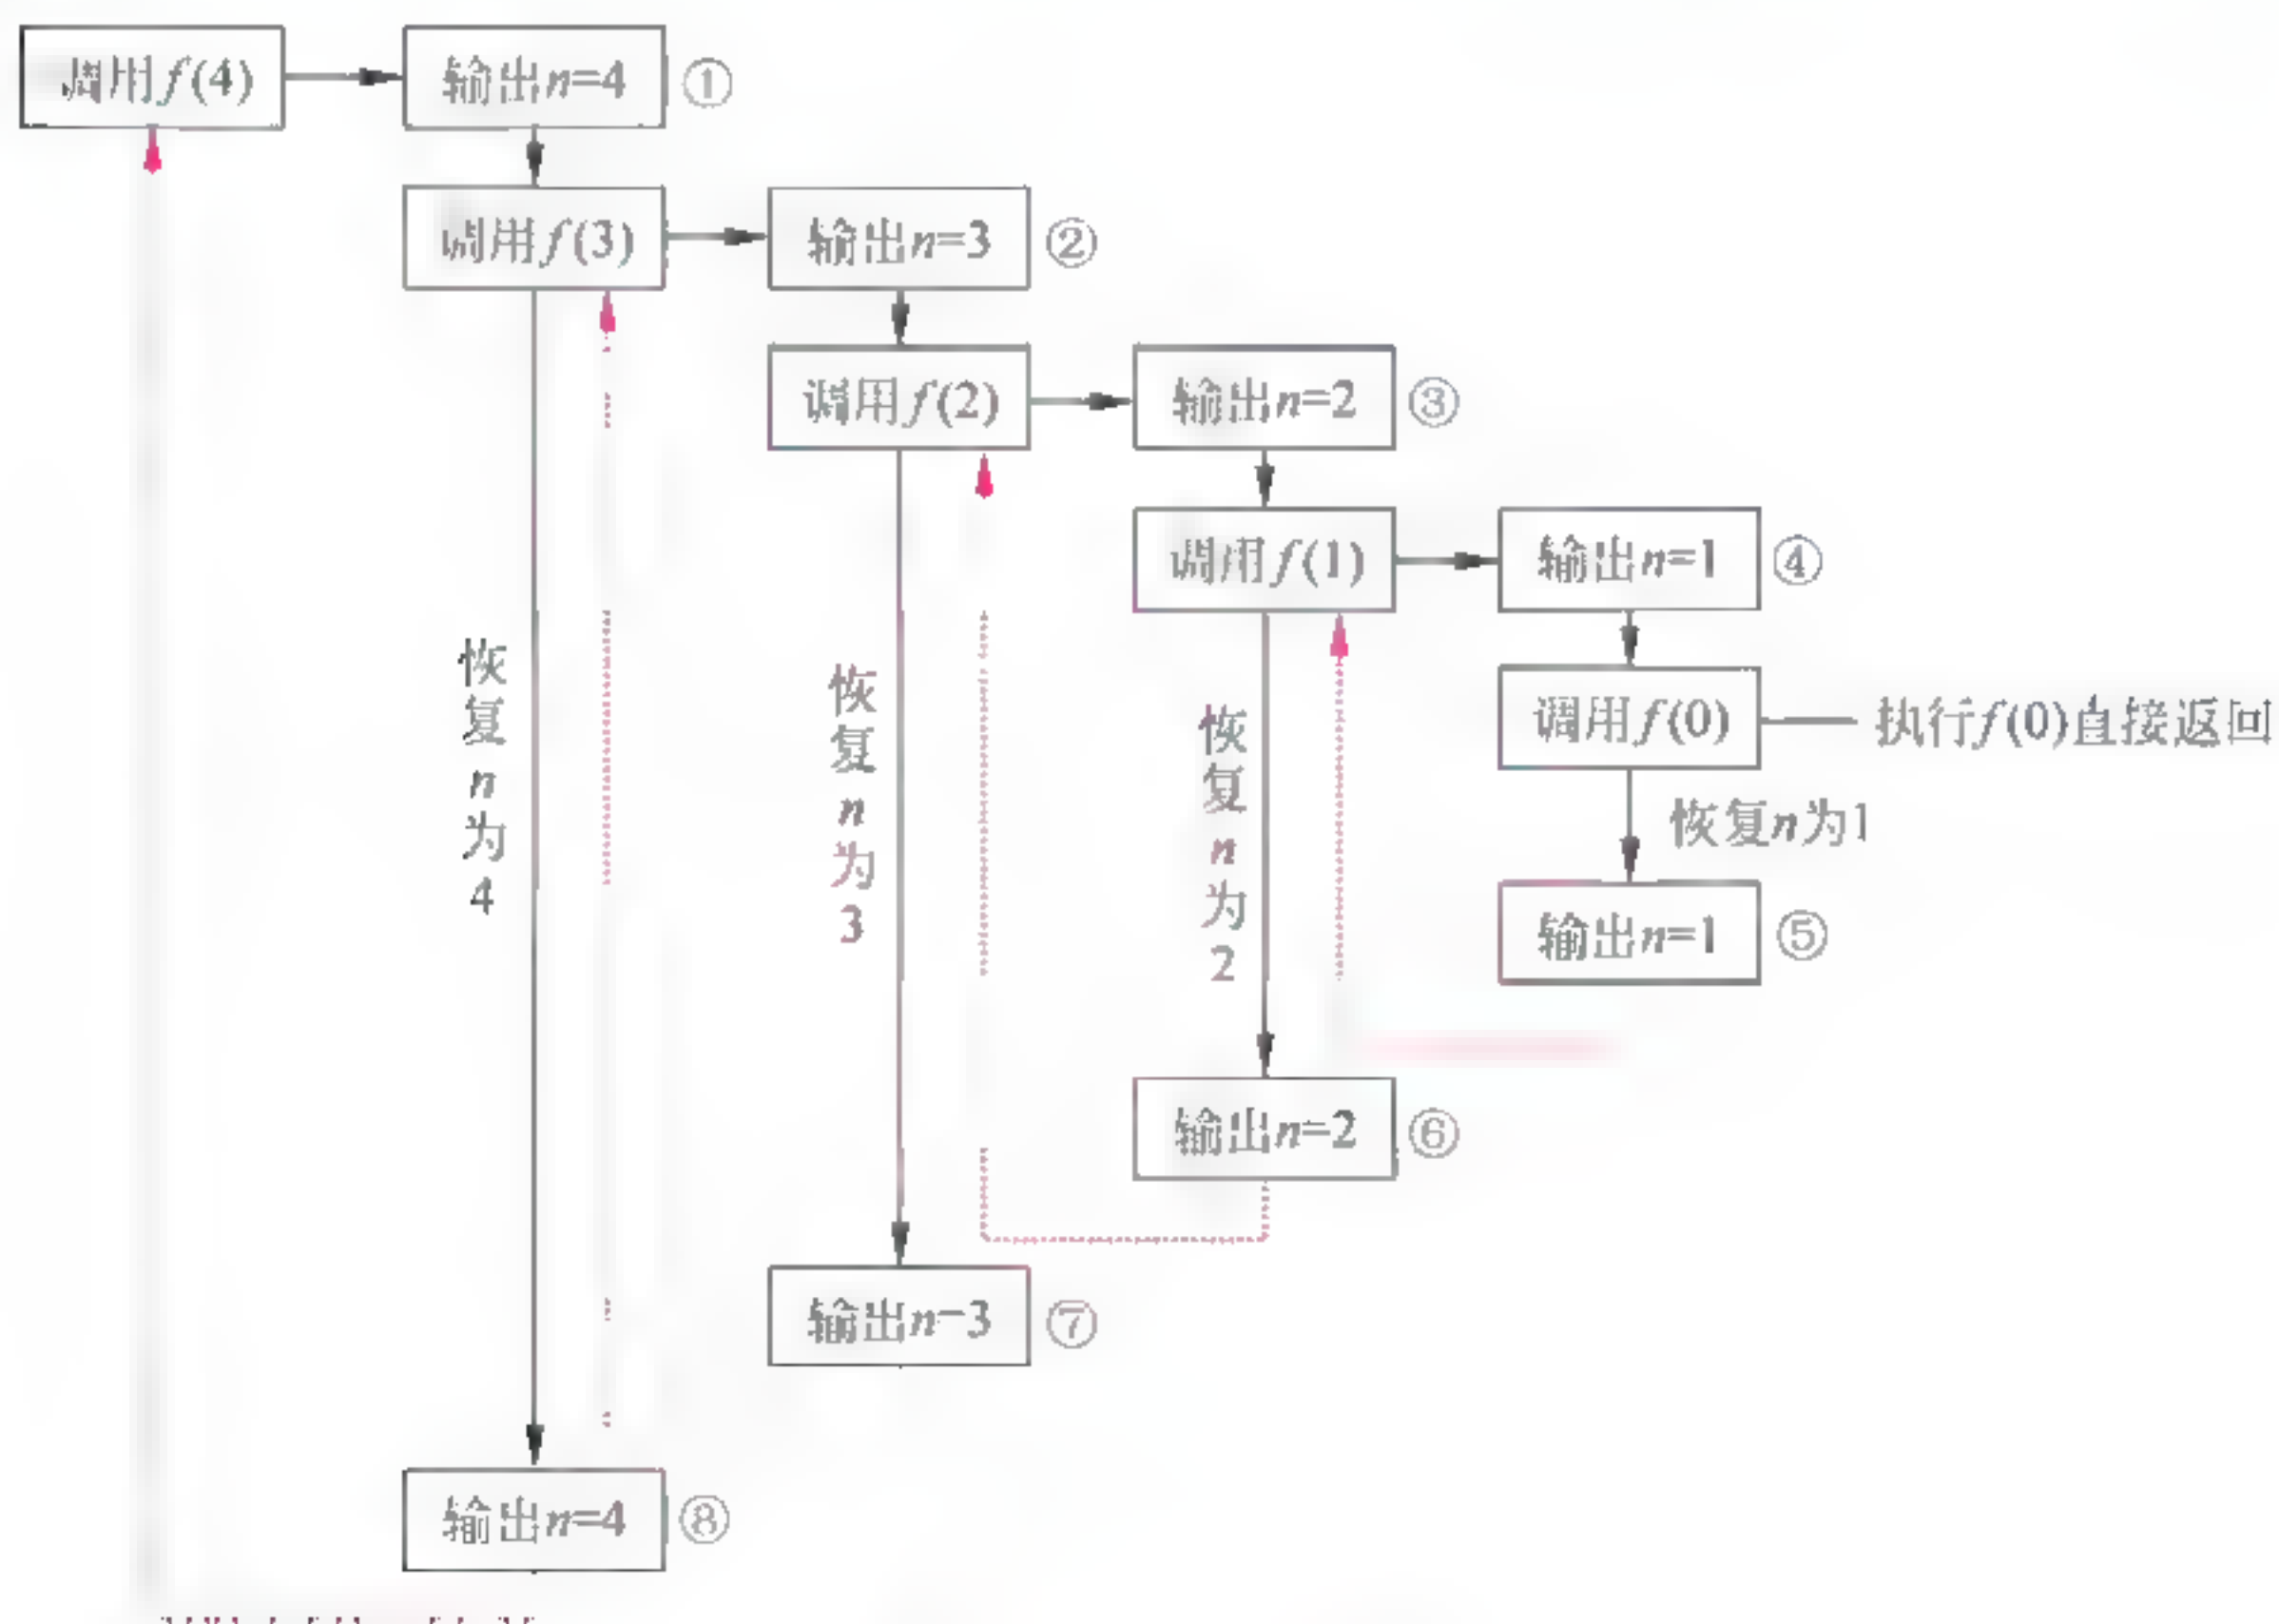 调用f(4)
输出n=4 ①
调用f(3)
输出n=3 ②
调用f(2)
输出n=2 ③
调用f(1)
输出n=1 ④
调用f(0)
执行f(0)直接返回
恢复n为1
输出n=1 ⑤
恢复n为4
恢复n为3
恢复n为2
输出n=2 ⑥
输出n=3 ⑦
输出n=4 ⑧